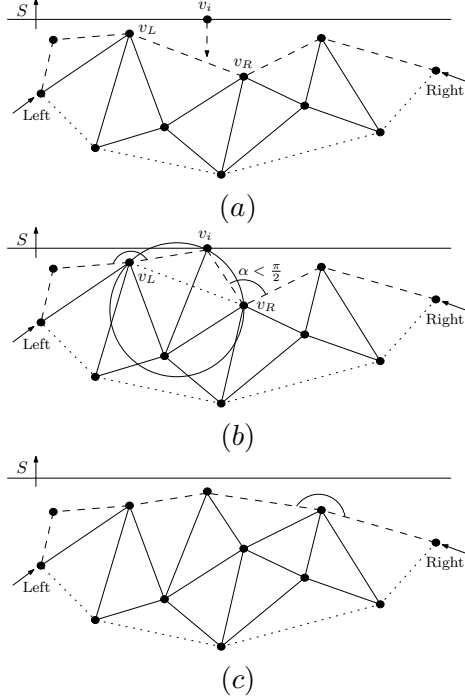 S
v_i
v_L
v_R
Left
Right
(a)
S
v_i
v_L
α < π/2
v_R
Left
Right
(b)
S
Left
Right
(c)